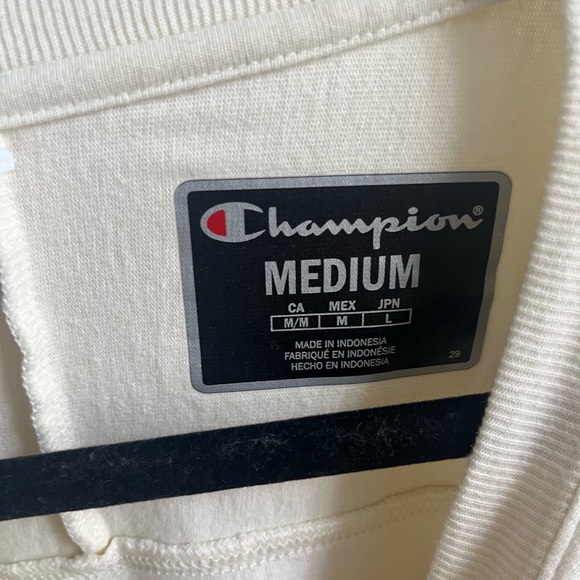 Champion®
MEDIUM
CA MEX JPN
M/M M L
MADE IN INDONESIA
FABRIQUÉ EN INDONÉSIE
HECHO EN INDONESIA
29